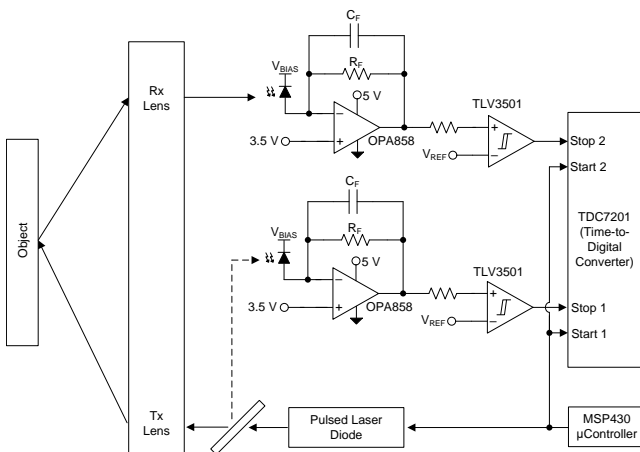 C_F
R_F
V_BIAS
5 V
3.5 V
OPA858
TLV3501
V_REF
Rx
Lens
Stop 2
Start 2
TDC7201
(Time-to-
Digital
Converter)
Object
C_F
R_F
V_BIAS
5 V
3.5 V
OPA858
TLV3501
V_REF
Stop 1
Start 1
Tx
Lens
Pulsed Laser
Diode
MSP430
µController